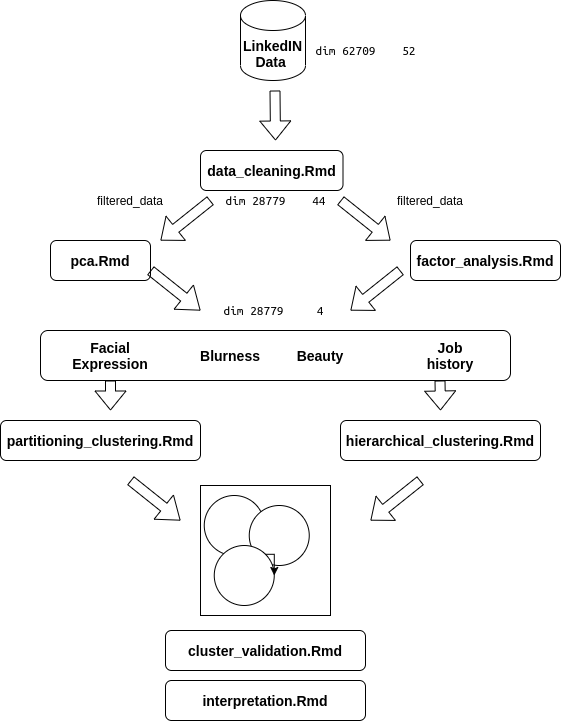 LinkedIN
Data
dim 62709 52
data_cleaning.Rmd
filtered_data
dim 28779 44
filtered_data
pca.Rmd
factor_analysis.Rmd
dim 28779 4
Facial
Expression
Blurness
Beauty
Job
history
partitioning_clustering.Rmd
hierarchical_clustering.Rmd
cluster_validation.Rmd
interpretation.Rmd